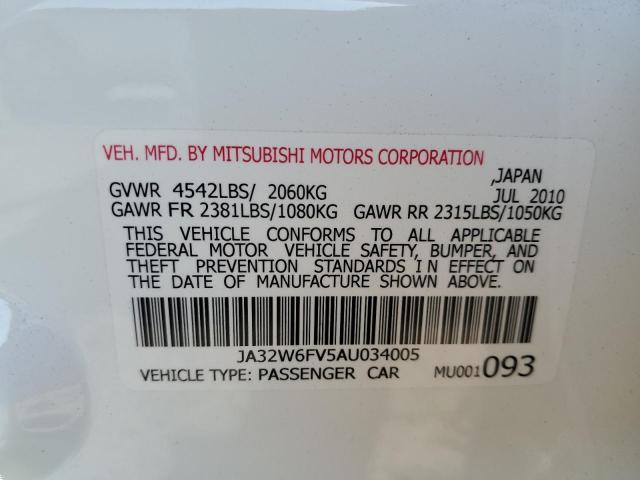 VEH. MFD. BY MITSUBISHI MOTORS CORPORATION
,JAPAN
GVWR 4542LBS/ 2060KG JUL 2010
GAWR FR 2381LBS/1080KG GAWR RR 2315LBS/1050KG
THIS VEHICLE CONFORMS TO ALL APPLICABLE
FEDERAL MOTOR VEHICLE SAFETY, BUMPER, AND
THEFT PREVENTION STANDARDS IN EFFECT ON
THE DATE OF MANUFACTURE SHOWN ABOVE.
JA32W6FV5AU034005
VEHICLE TYPE: PASSENGER CAR MU001093